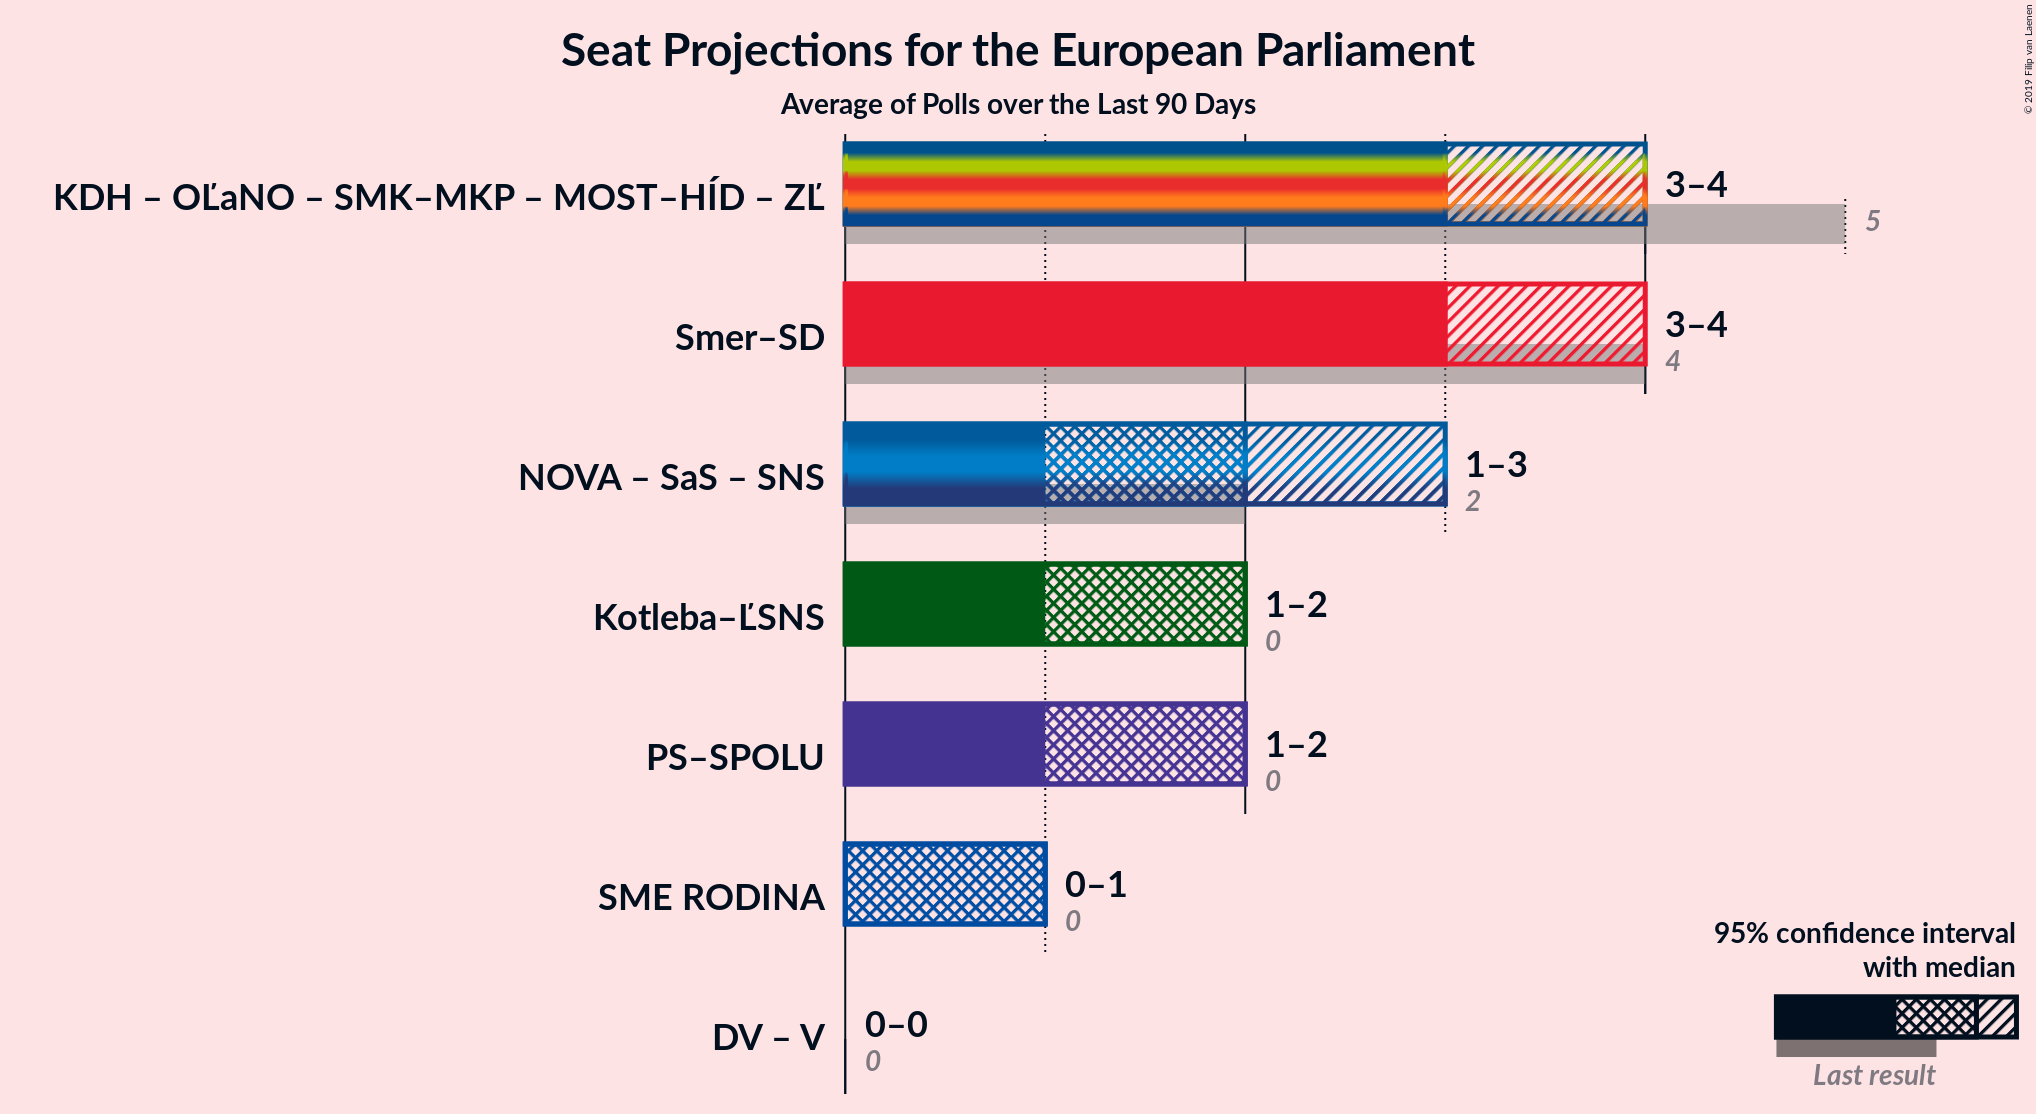 Seat Projections for the European Parliament
Average of Polls over the Last 90 Days
© 2019 Filip van Laenen
KDH – OĽaNO – SMK–MKP – MOST–HÍD – ZĽ
3–4
5
Smer–SD
3–4
4
NOVA – SaS – SNS
1–3
2
Kotleba–ĽSNS
1–2
0
PS–SPOLU
1–2
0
SME RODINA
0–1
0
DV – V
0–0
0
95% confidence interval
with median
Last result